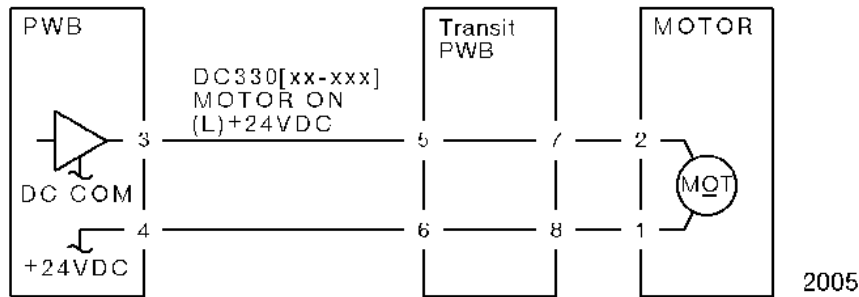 PWB
Transit
PWB
MOTOR
DC330[xx-xxx]
MOTOR ON
(L)+24VDC
3
5
7
2
DC COM
MOT
4
6
8
1
+24VDC
2005